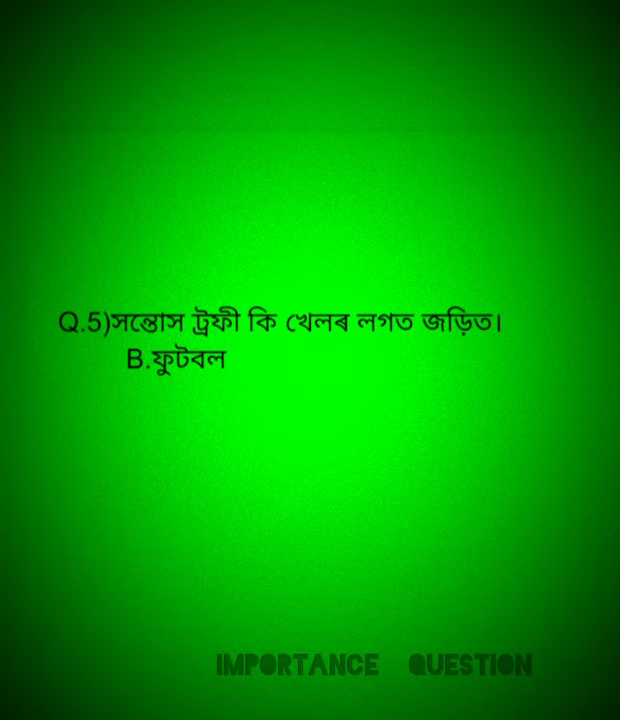 Q.5)সন্তোস ট্ৰফী কি খেলৰ লগত জড়িত।
B.ফুটবল
IMPORTANCE QUESTION